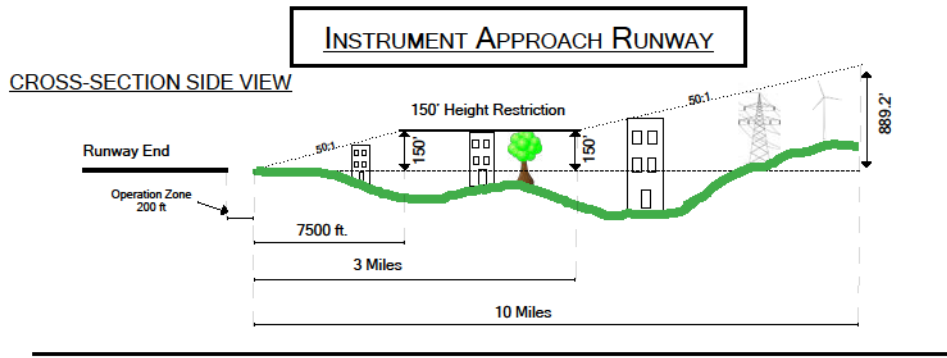 INSTRUMENT APPROACH RUNWAY
CROSS-SECTION SIDE VIEW
150' Height Restriction
50:1
889.2'
Runway End
50:1
150'
150'
Operation Zone
200 ft
7500 ft.
3 Miles
10 Miles